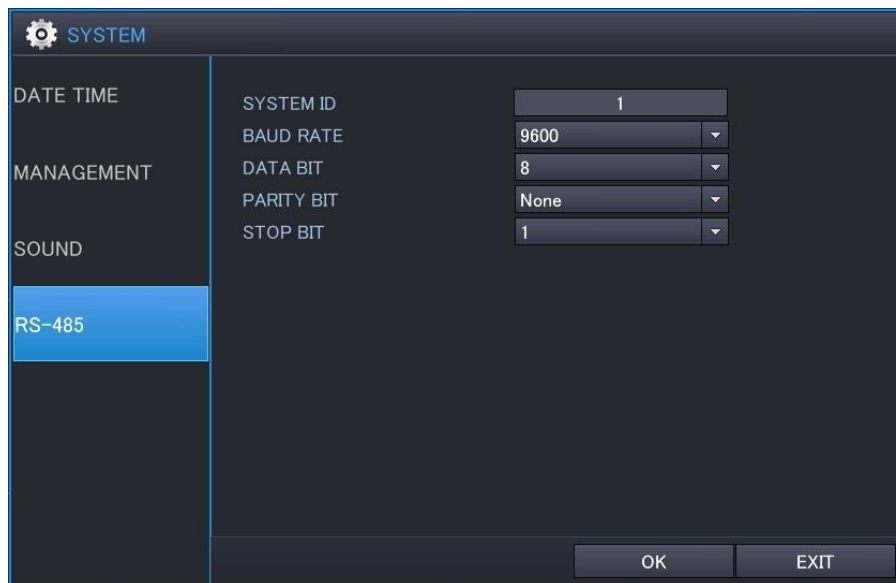 SYSTEM
DATE TIME
MANAGEMENT
SOUND
RS-485
SYSTEM ID 1
BAUD RATE 9600
DATA BIT 8
PARITY BIT None
STOP BIT 1
OK EXIT